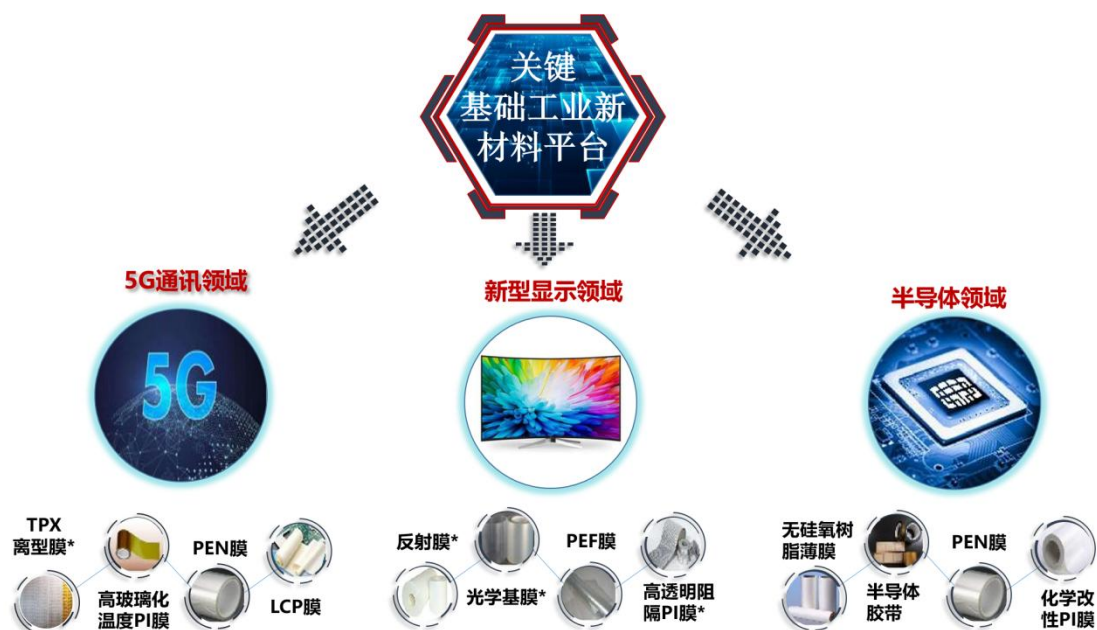 关键
基础工业新
材料平台
5G通讯领域
新型显示领域
半导体领域
5G
TPX
离型膜*
高玻璃化
温度PI膜
PEN膜
LCP膜
反射膜*
光学基膜*
PEF膜
高透明阻
隔PI膜*
无硅氧树
脂薄膜
半导体
胶带
PEN膜
化学改
性PI膜